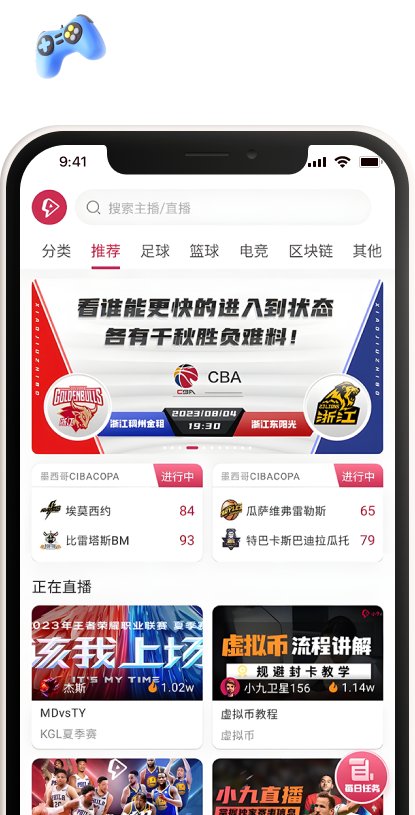 9:41
搜索主播/直播
分类 推荐 足球 篮球 电竞 区块链 其他
看谁能更快的进入到状态
各有千秋胜负难料！
XIAOJIUZHIBO
XIAOJIUZHIBO
CBA
CBA
GOLDENBULLS
浙江稠州金租
2023/08/04
19:30
浙江东阳光
ZJ LIONS
浙江
墨西哥CIBACOPA
进行中
埃莫西约 84
比雷塔斯BM 93
墨西哥CIBACOPA
进行中
瓜萨维弗雷勒斯 65
特巴卡斯巴迪拉瓜托 79
正在直播
2023年王者荣耀职业联赛 夏季赛
该我上场
IT'S MY TIME
杰斯 1.02w
MDvsTY
KGL夏季赛
虚拟币 流程讲解
规避封卡教学
小九卫星156 1.14w
虚拟币教程
虚拟币
小九直播
每日任务